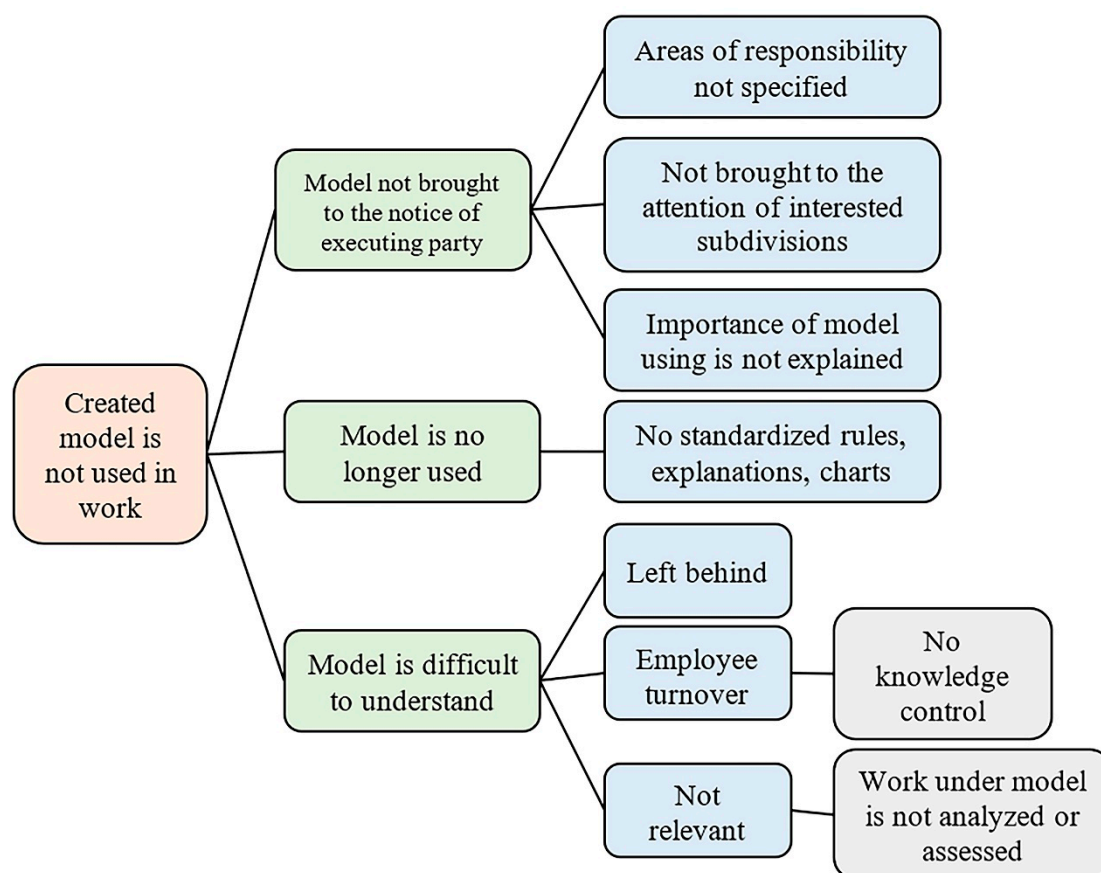 Areas of responsibility
not specified
Model not brought
to the notice of
executing party
Not brought to the
attention of interested
subdivisions
Importance of model
using is not explained
Created
model is
not used in
work
Model is no
longer used
No standardized rules,
explanations, charts
Left behind
Model is difficult
to understand
Employee
turnover
No
knowledge
control
Not
relevant
Work under model
is not analyzed or
assessed